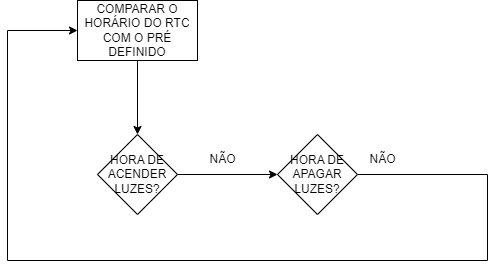 COMPARAR O
HORÁRIO DO RTC
COM O PRÉ
DEFINIDO
HORA DE
ACENDER
LUZES?
NÃO
HORA DE
APAGAR
LUZES?
NÃO